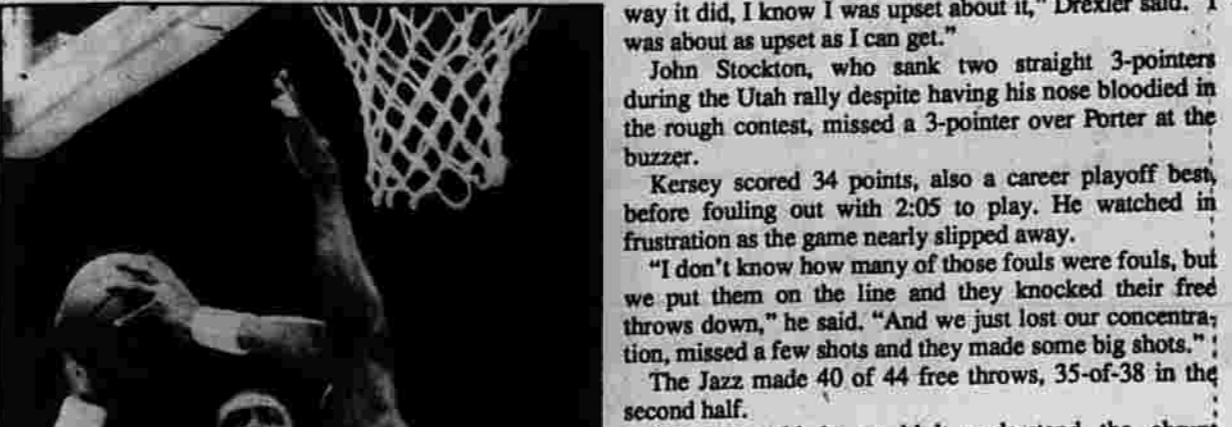 way it did, I know I was upset about it," Drexler said. "I
was about as upset as I can get."
John Stockton, who sank two straight 3-pointers
during the Utah rally despite having his nose bloodied in
the rough contest, missed a 3-pointer over Porter at the
buzzer.
Kersey scored 34 points, also a career playoff best,
before fouling out with 2:05 to play. He watched in
frustration as the game nearly slipped away.
"I don't know how many of those fouls were fouls, but
we put them on the line and they knocked their free
throws down," he said. "And we just lost our concentra-
tion, missed a few shots and they made some big shots."
The Jazz made 40 of 44 free throws, 35-of-38 in the
second half.